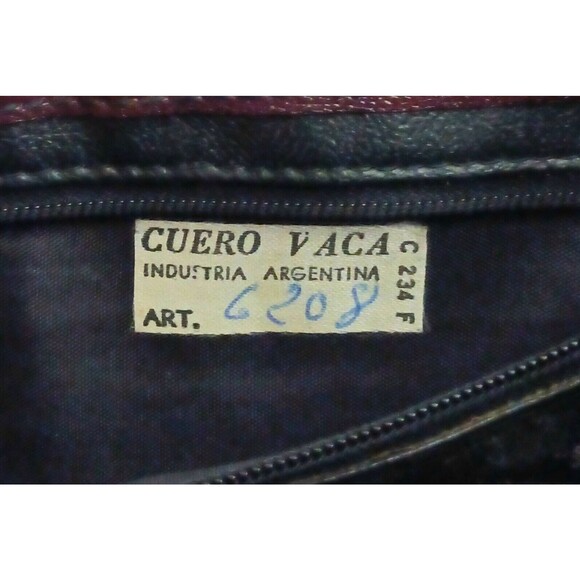 CUERO VACA
INDUSTRIA ARGENTINA
ART. 6208
C 234 F